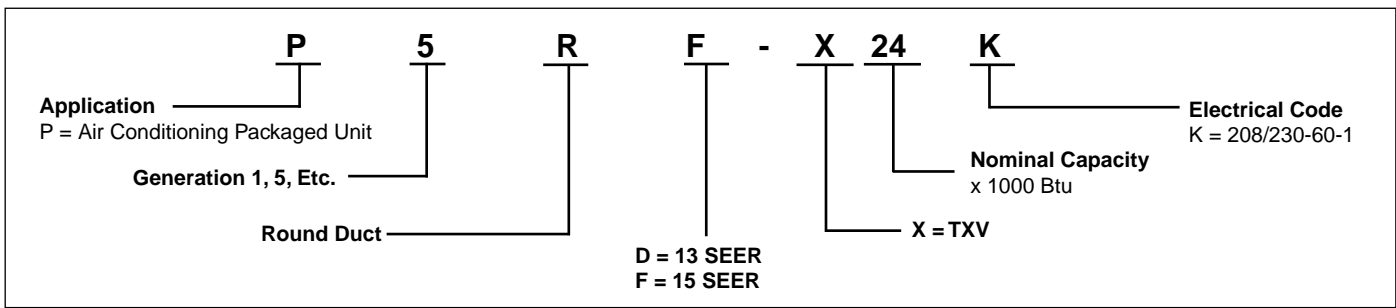 P 5 R F - X 24 K
Application
P = Air Conditioning Packaged Unit
Electrical Code
K = 208/230-60-1
Generation 1, 5, Etc.
Nominal Capacity
x 1000 Btu
Round Duct
X = TXV
D = 13 SEER
F = 15 SEER